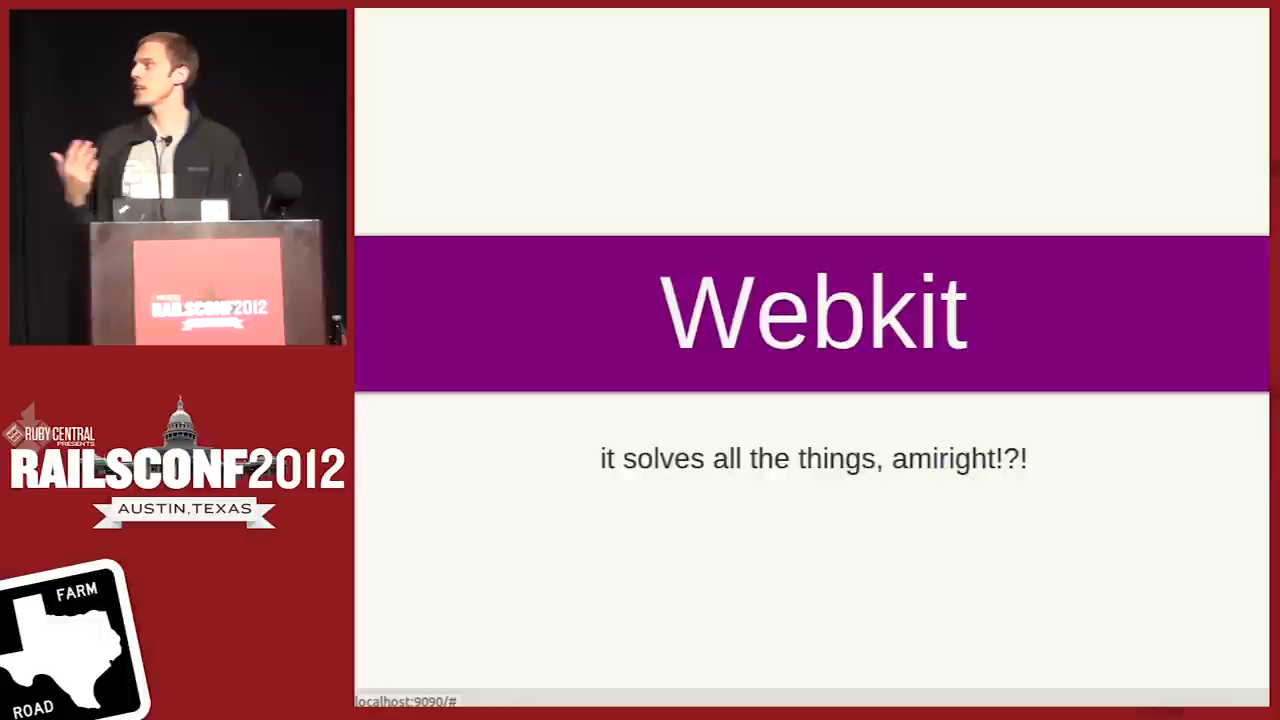 Webkit
it solves all the things, amiright!?!
localhost:9090/#
RAILSCONF2012
RUBY CENTRAL
PRESENTS
RAILSCONF2012
AUSTIN, TEXAS
FARM
ROAD